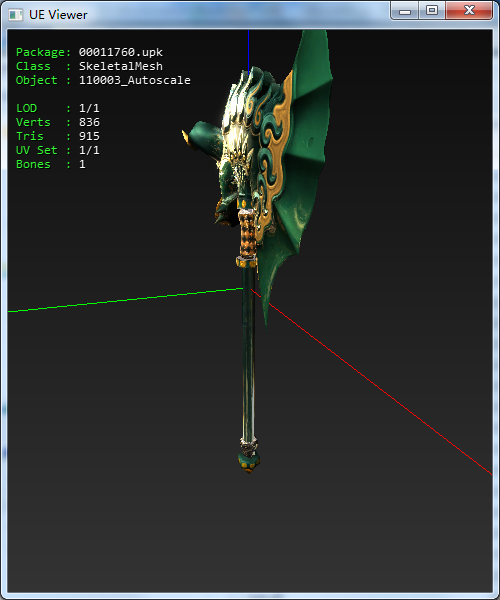 UE Viewer
Package: 00011760.upk
Class : SkeletalMesh
Object : 110003_Autoscale
LOD : 1/1
Verts : 836
Tris : 915
UV Set : 1/1
Bones : 1